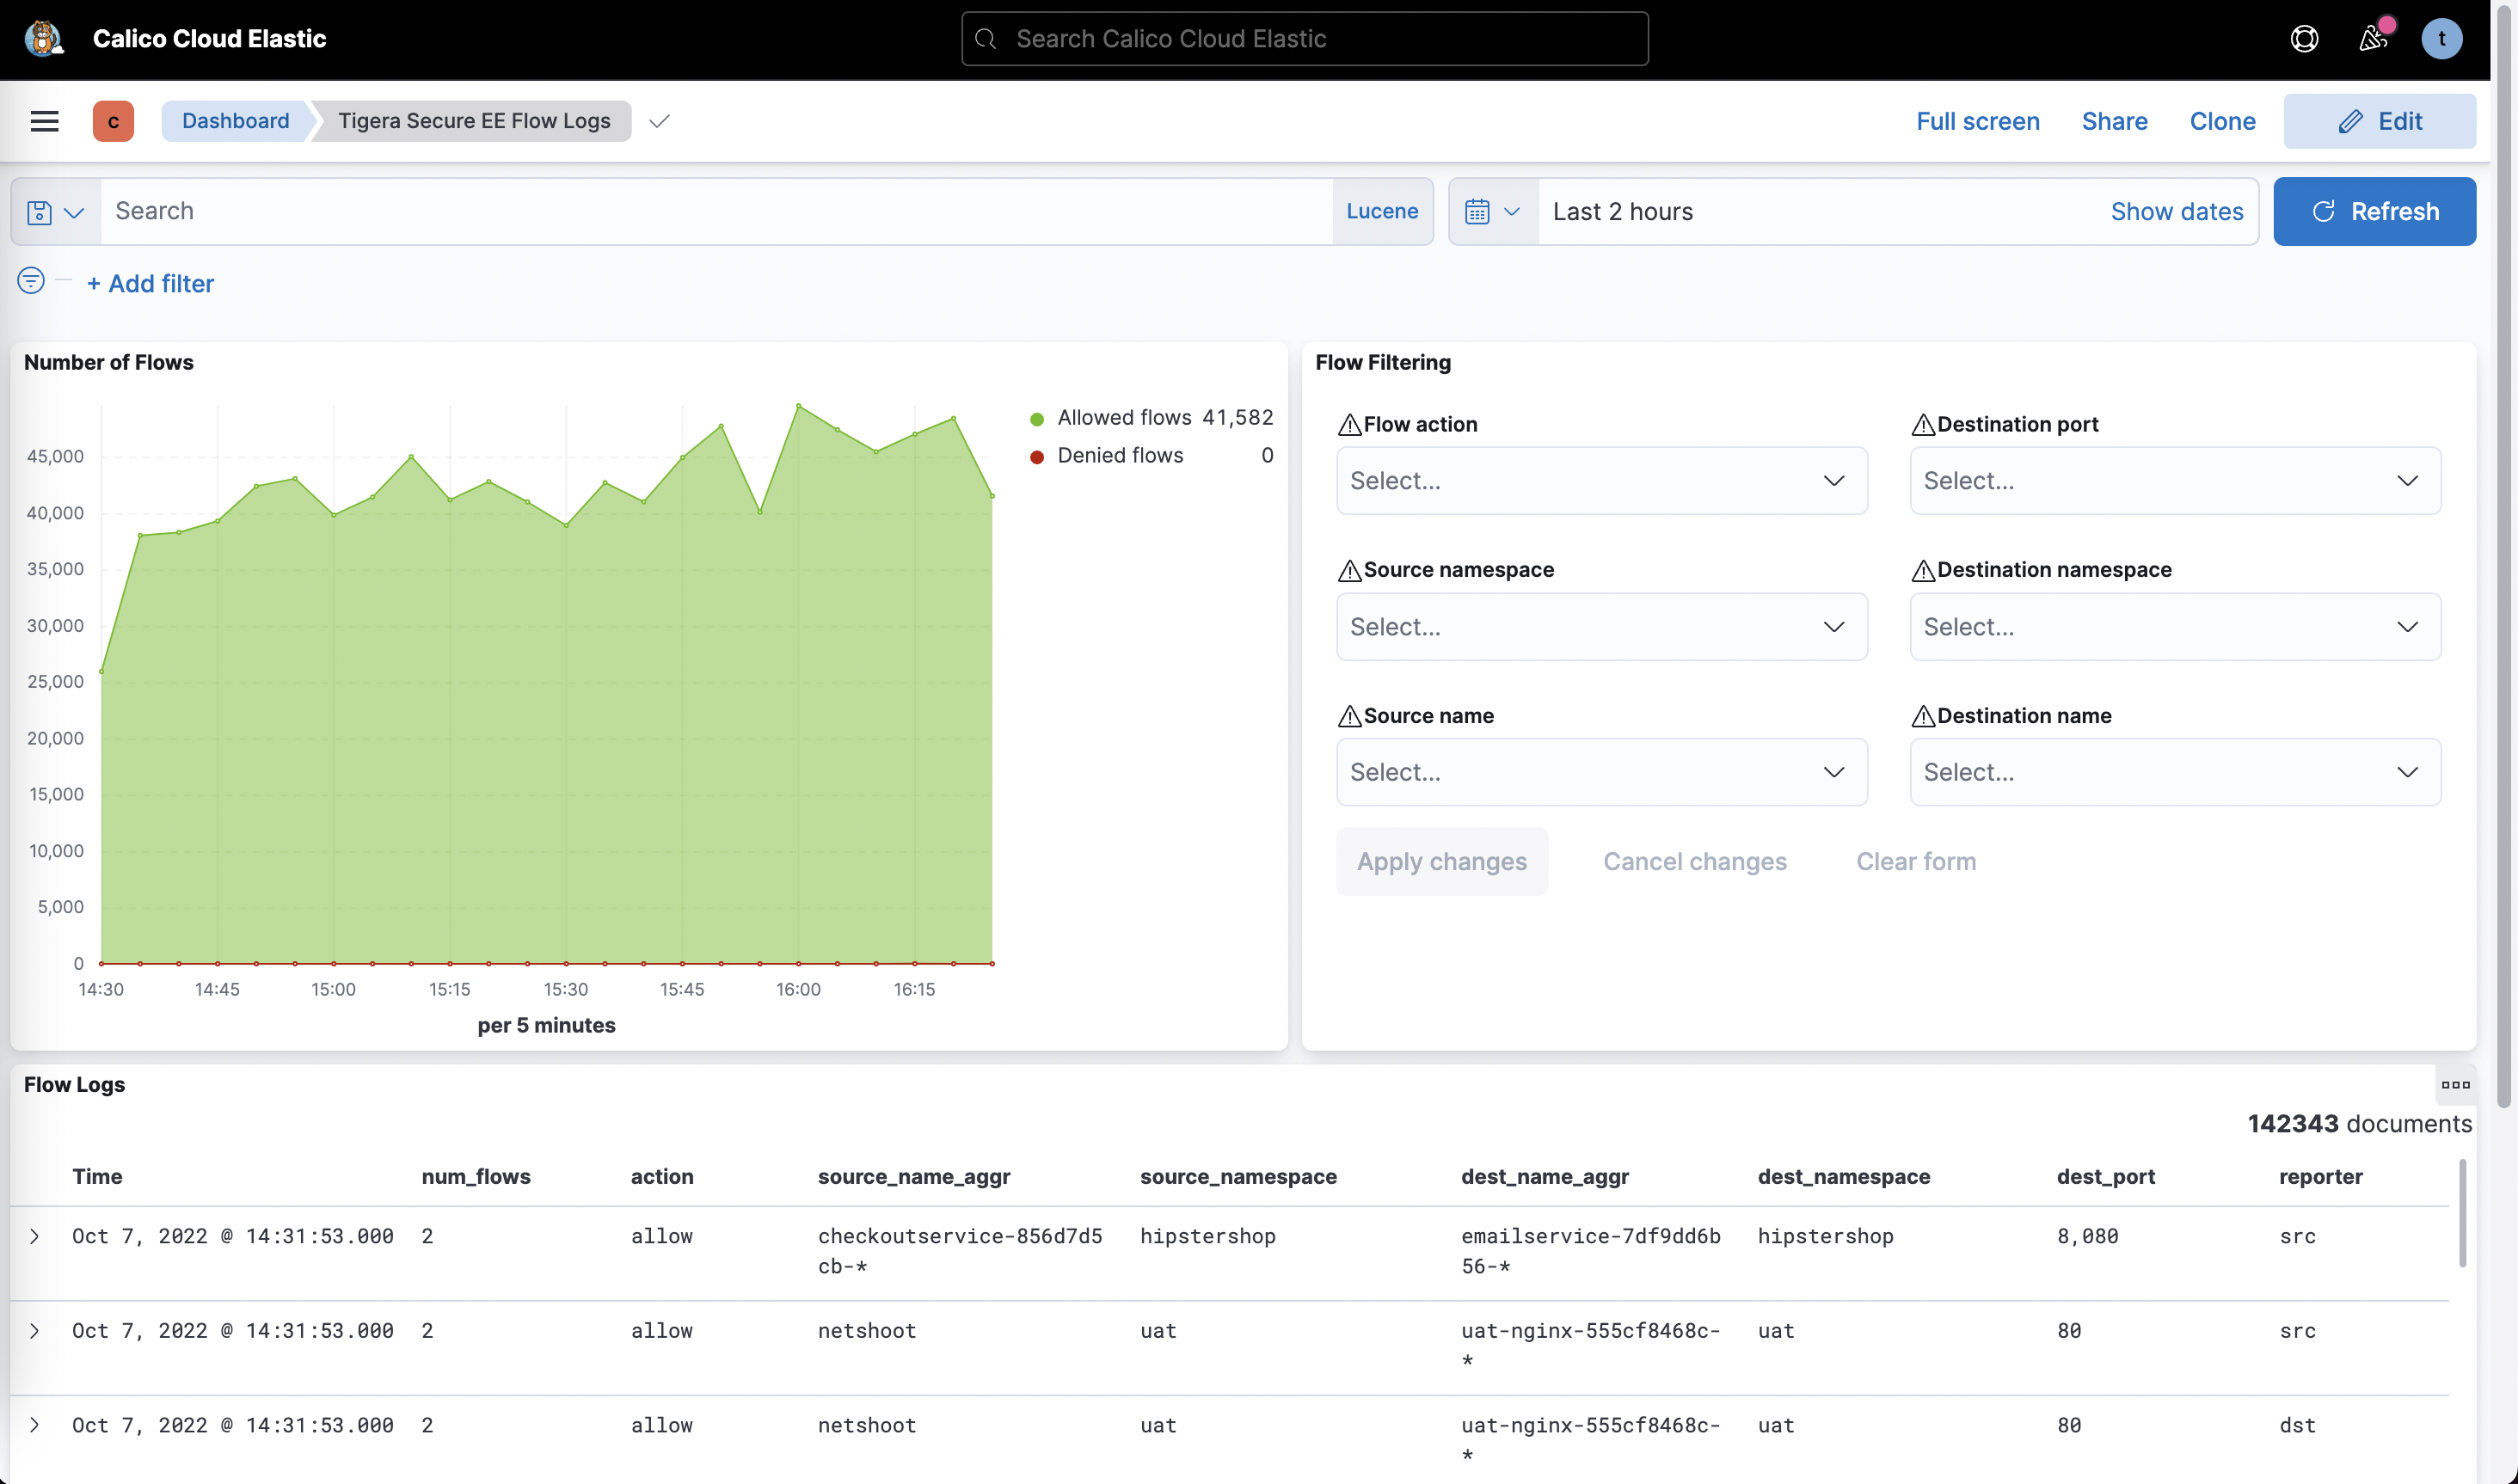 Calico Cloud Elastic
Search Calico Cloud Elastic
t
c
Dashboard
Tigera Secure EE Flow Logs
Full screen
Share
Clone
Edit
Search
Lucene
Last 2 hours
Show dates
Refresh
+ Add filter
Number of Flows
45,000
40,000
35,000
30,000
25,000
20,000
15,000
10,000
5,000
0
14:30
14:45
15:00
15:15
15:30
15:45
16:00
16:15
per 5 minutes
Allowed flows 41,582
Denied flows 0
Flow Filtering
Flow action
Select...
Destination port
Select...
Source namespace
Select...
Destination namespace
Select...
Source name
Select...
Destination name
Select...
Apply changes
Cancel changes
Clear form
Flow Logs
142343 documents
Time num_flows action source_name_aggr source_namespace dest_name_aggr dest_namespace dest_port reporter
Oct 7, 2022 @ 14:31:53.000 2 allow checkoutservice-856d7d5 hipstershop emailservice-7df9dd6b hipstershop 8,080 src
cb-* 56-*
Oct 7, 2022 @ 14:31:53.000 2 allow netshoot uat uat-nginx-555cf8468c- uat 80 src
*
Oct 7, 2022 @ 14:31:53.000 2 allow netshoot uat uat-nginx-555cf8468c- uat 80 dst
*